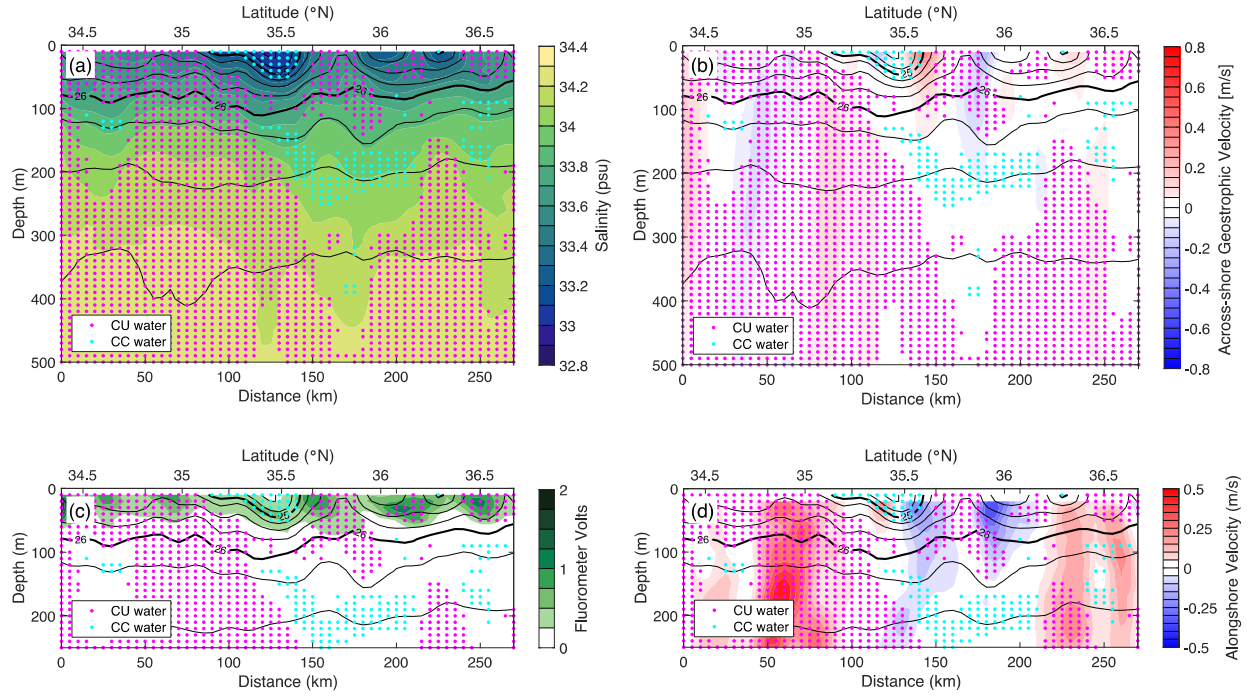 Latitude (°N)
34.5 35 35.5 36 36.5
(a)
0
100
200
300
400
500
Depth (m)
26
26
26
CU water
CC water
0 50 100 150 200 250
Distance (km)
34.4
34.2
34
33.8
33.6
33.4
33.2
33
32.8
Salinity (psu)
Latitude (°N)
34.5 35 35.5 36 36.5
(b)
0
100
200
300
400
500
Depth (m)
25
26
26
26
CU water
CC water
0 50 100 150 200 250
Distance (km)
0.8
0.6
0.4
0.2
0
-0.2
-0.4
-0.6
-0.8
Across-shore Geostrophic Velocity [m/s]
Latitude (°N)
34.5 35 35.5 36 36.5
(c)
0
100
200
Depth (m)
25
26
26
26
CU water
CC water
0 50 100 150 200 250
Distance (km)
2
1
0
Fluorometer Volts
Latitude (°N)
34.5 35 35.5 36 36.5
(d)
0
100
200
Depth (m)
25
26
26
26
CU water
CC water
0 50 100 150 200 250
Distance (km)
0.5
0.25
0
-0.25
-0.5
Alongshore Velocity (m/s)